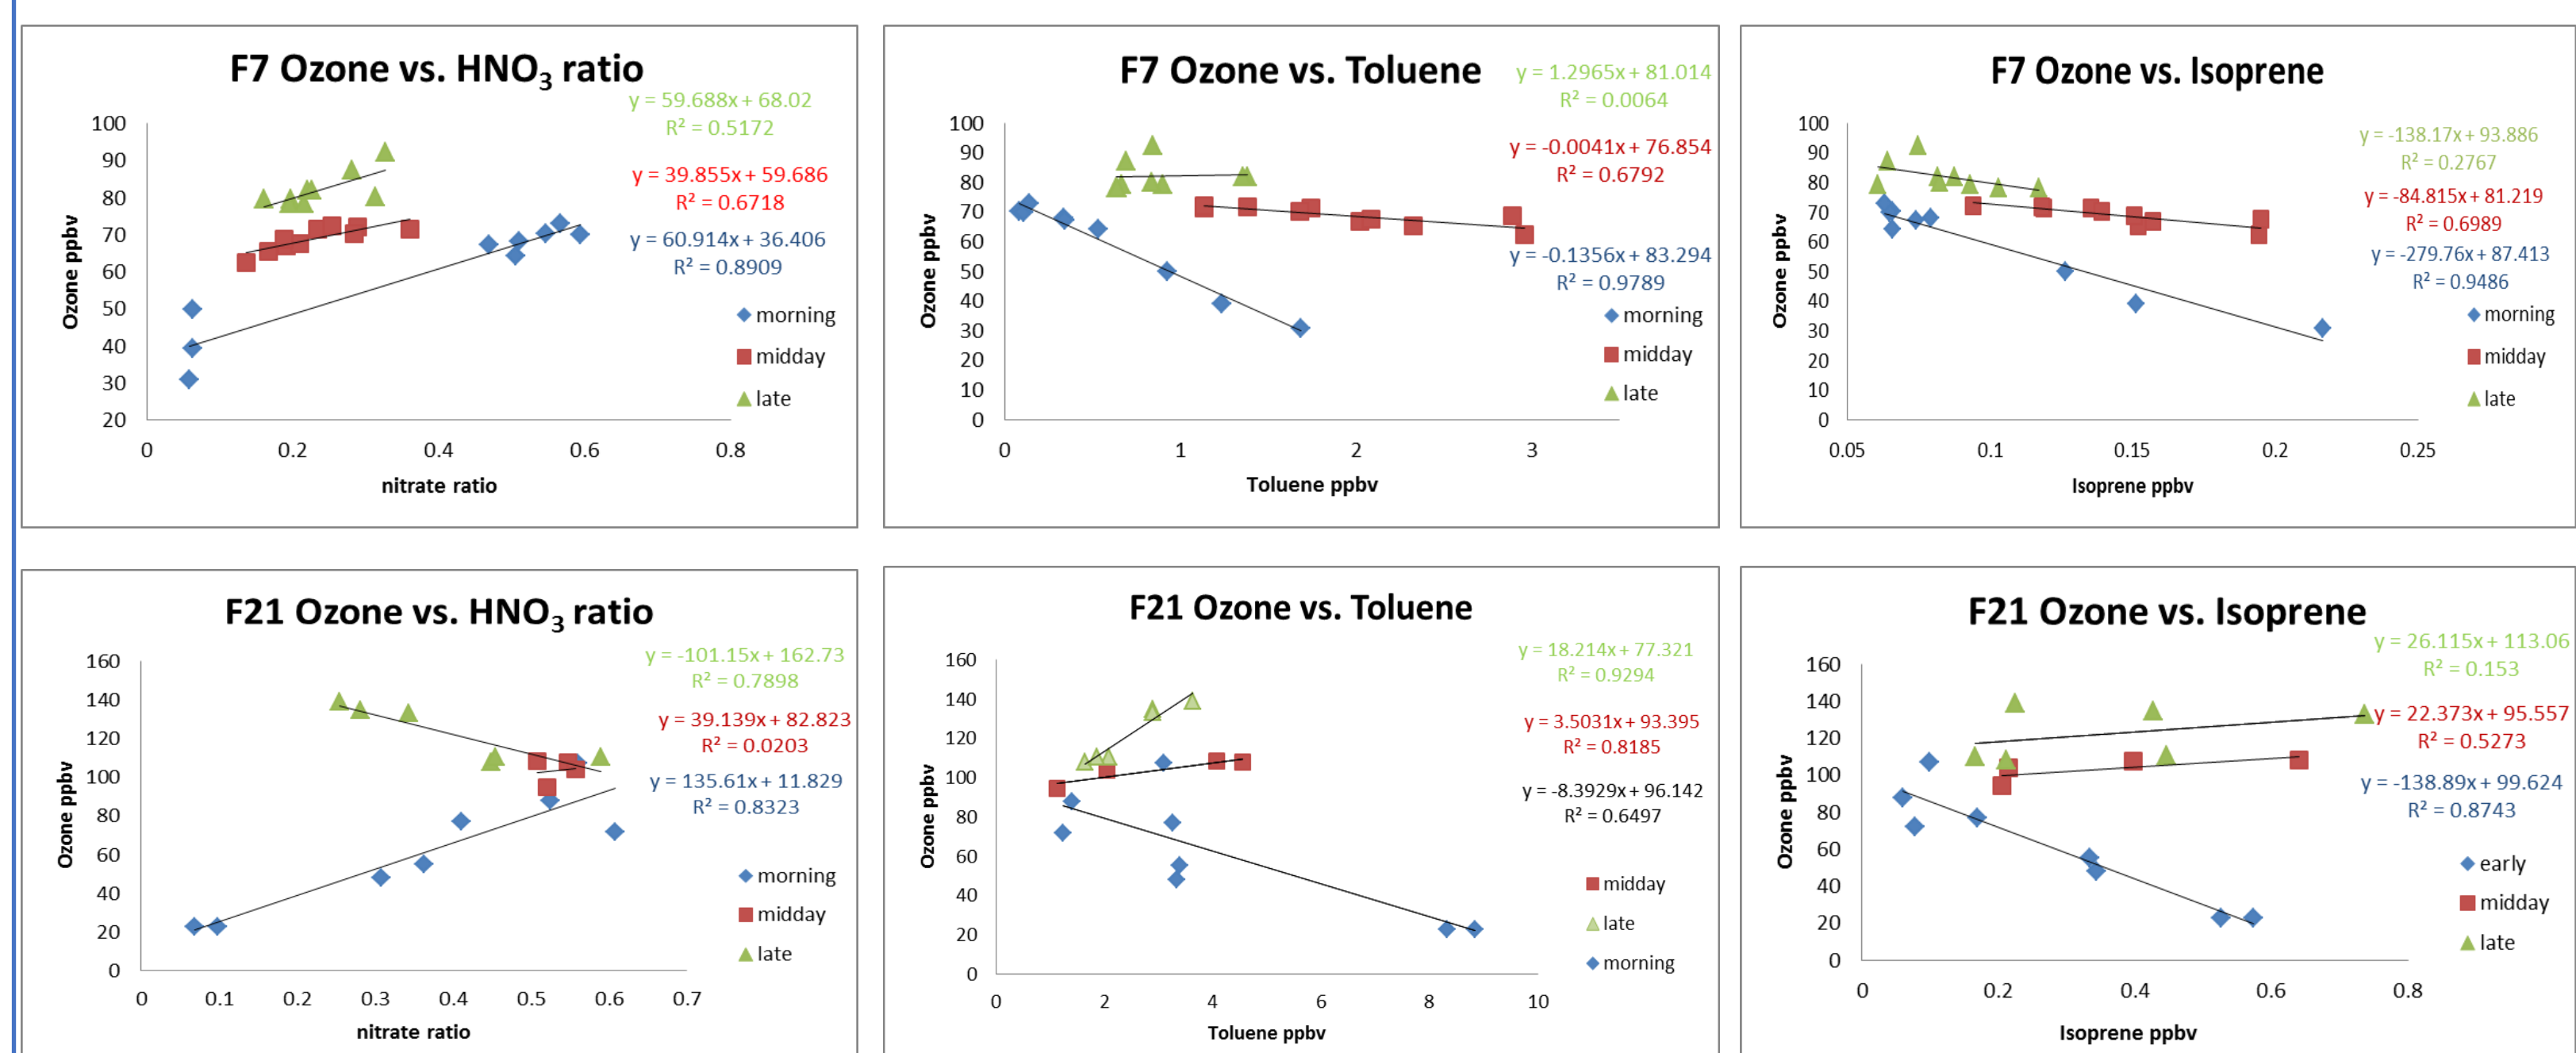 F7 Ozone vs. HNO3 ratio
y = 59.688x + 68.02
R² = 0.5172
y = 39.855x + 59.686
R² = 0.6718
y = 60.914x + 36.406
R² = 0.8909
100
90
80
70
60
50
40
30
20
Ozone ppbv
morning
midday
late
0 0.2 0.4 0.6 0.8
nitrate ratio
F7 Ozone vs. Toluene
y = 1.2965x + 81.014
R² = 0.0064
y = -0.0041x + 76.854
R² = 0.6792
y = -0.1356x + 83.294
R² = 0.9789
100
90
80
70
60
50
40
30
20
10
0
Ozone ppbv
morning
midday
late
0 1 2 3
Toluene ppbv
F7 Ozone vs. Isoprene
y = -138.17x + 93.886
R² = 0.2767
y = -84.815x + 81.219
R² = 0.6989
y = -279.76x + 87.413
R² = 0.9486
100
90
80
70
60
50
40
30
20
10
0
Ozone ppbv
morning
midday
late
0.05 0.1 0.15 0.2 0.25
Isoprene ppbv
F21 Ozone vs. HNO3 ratio
y = -101.15x + 162.73
R² = 0.7898
y = 39.139x + 82.823
R² = 0.0203
y = 135.61x + 11.829
R² = 0.8323
160
140
120
100
80
60
40
20
0
Ozone ppbv
morning
midday
late
0 0.1 0.2 0.3 0.4 0.5 0.6 0.7
nitrate ratio
F21 Ozone vs. Toluene
y = 18.214x + 77.321
R² = 0.9294
y = 3.5031x + 93.395
R² = 0.8185
y = -8.3929x + 96.142
R² = 0.6497
160
140
120
100
80
60
40
20
0
Ozone ppbv
midday
late
morning
0 2 4 6 8 10
Toluene ppbv
F21 Ozone vs. Isoprene
y = 26.115x + 113.06
R² = 0.153
y = 22.373x + 95.557
R² = 0.5273
y = -138.89x + 99.624
R² = 0.8743
160
140
120
100
80
60
40
20
0
Ozone ppbv
early
midday
late
0 0.2 0.4 0.6 0.8
Isoprene ppbv